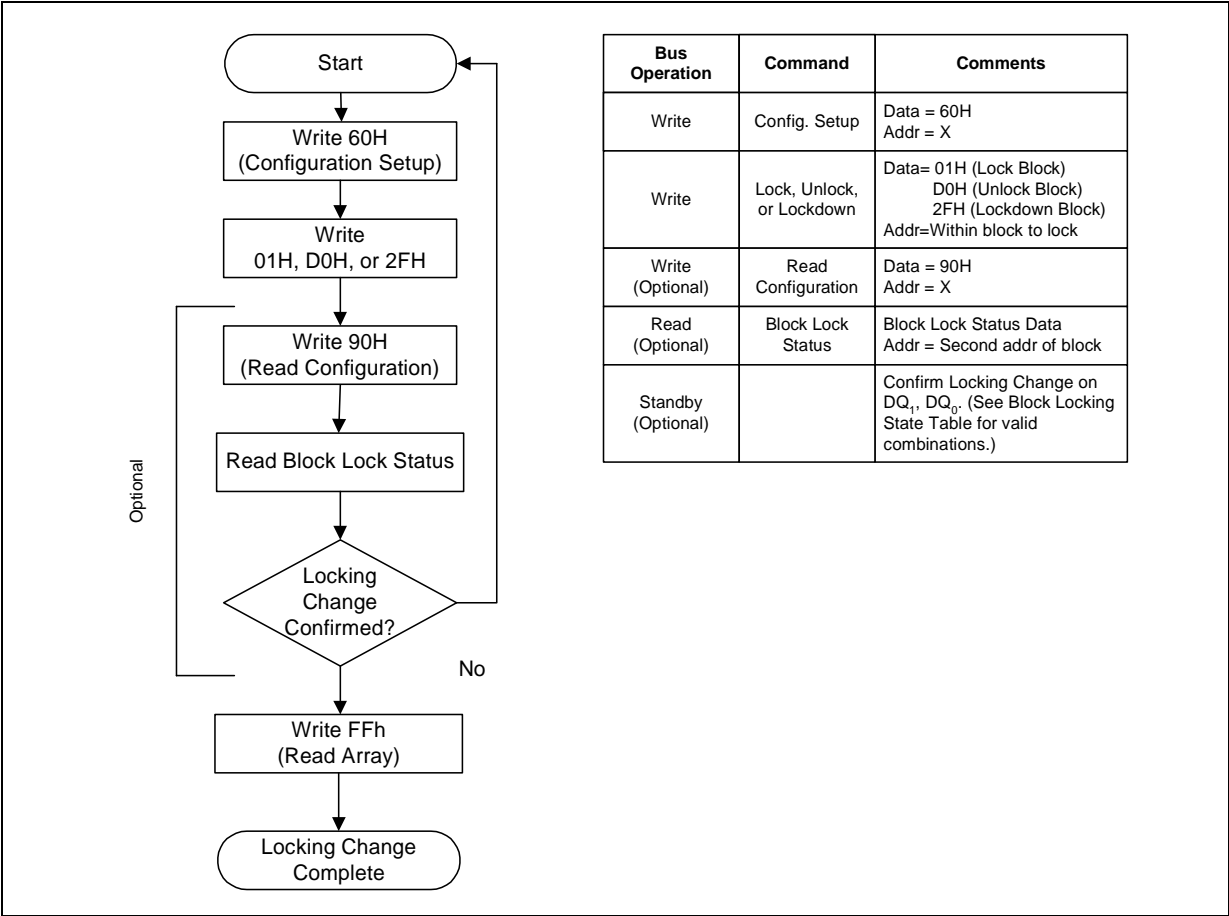 Start
Write 60H
(Configuration Setup)
Write
01H, D0H, or 2FH
Write 90H
(Read Configuration)
Read Block Lock Status
Optional
Locking
Change
Confirmed?
No
Write FFh
(Read Array)
Locking Change
Complete
Bus
Operation
Command
Comments
Write
Config. Setup
Data = 60H
Addr = X
Write
Lock, Unlock,
or Lockdown
Data= 01H (Lock Block)
D0H (Unlock Block)
2FH (Lockdown Block)
Addr=Within block to lock
Write
(Optional)
Read
Configuration
Data = 90H
Addr = X
Read
(Optional)
Block Lock
Status
Block Lock Status Data
Addr = Second addr of block
Standby
(Optional)
Confirm Locking Change on
DQ1, DQ0. (See Block Locking
State Table for valid
combinations.)